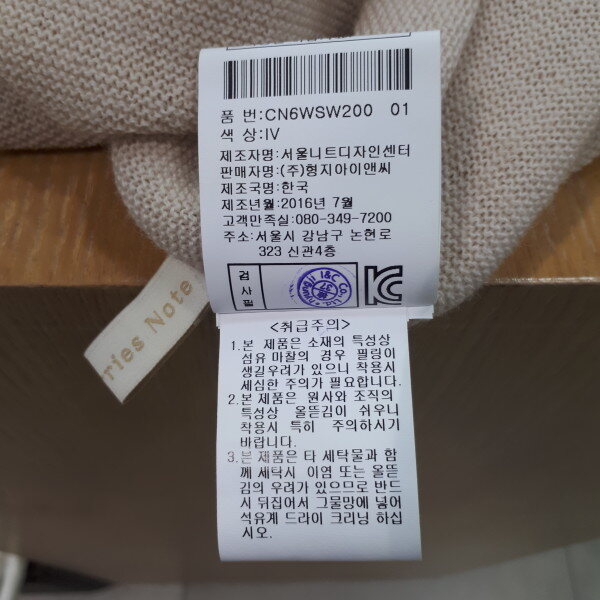 품 번:CN6WSW200 01
색 상:IV
제조자명:서울니트디자인센터
판매자명:(주)형지아이앤씨
제조국명:한국
제조년월:2016년 7월
고객만족실:080-349-7200
주소:서울시 강남구 논현로
323 신관4층
검
사
필
I&C Co., Ltd.
KC
ries Note
<취급주의>
1.본 제품은 소재의 특성상
섬유 마찰의 경우 필링이
생길우려가 있으니 착용시
세심한 주의가 필요합니다.
2.본 제품은 원사와 조직의
특성상 올뜯김이 쉬우니
착용시 특히 주의하시기
바랍니다.
3.본 제품은 타 세탁물과 함
께 세탁시 이염 또는 올뜯
김의 우려가 있으므로 반드
시 뒤집어서 그물망에 넣어
석유계 드라이 크리닝 하십
시오.